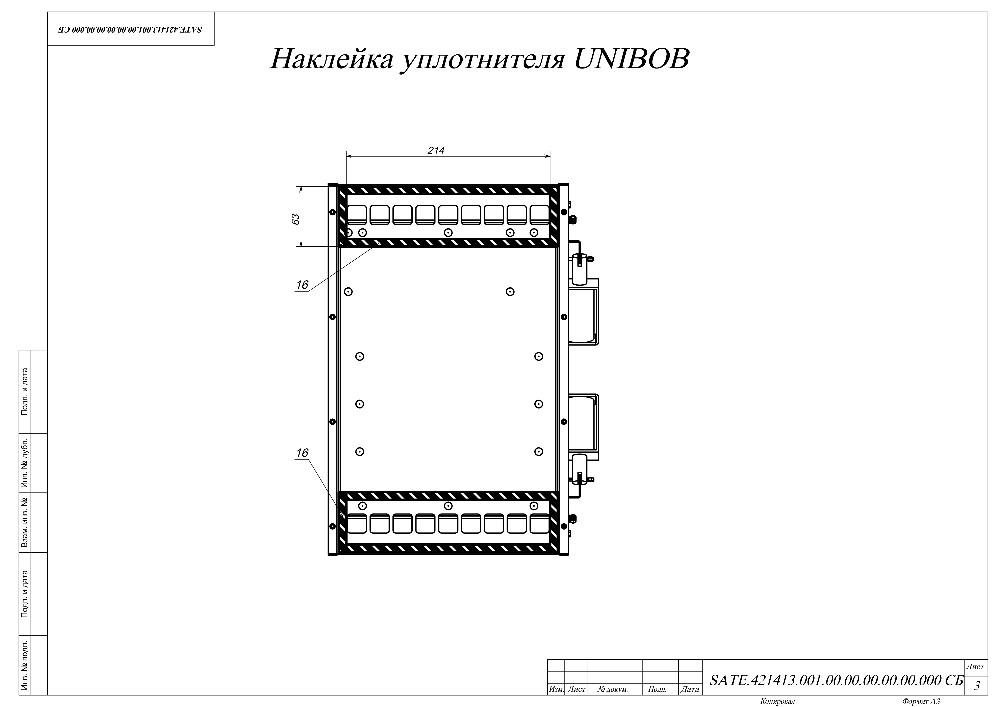 SATE.421413.001.00.00.00.00.00.000 СБ
Наклейка уплотнителя UNIBOB
214
63
16
16
Подп. и дата
Инв. № дубл.
Взам. инв. №
Подп. и дата
Инв. № подл.
Изм. Лист № докум. Подп. Дата
SATE.421413.001.00.00.00.00.00.000 СБ
Лист
3
Копировал Формат А3